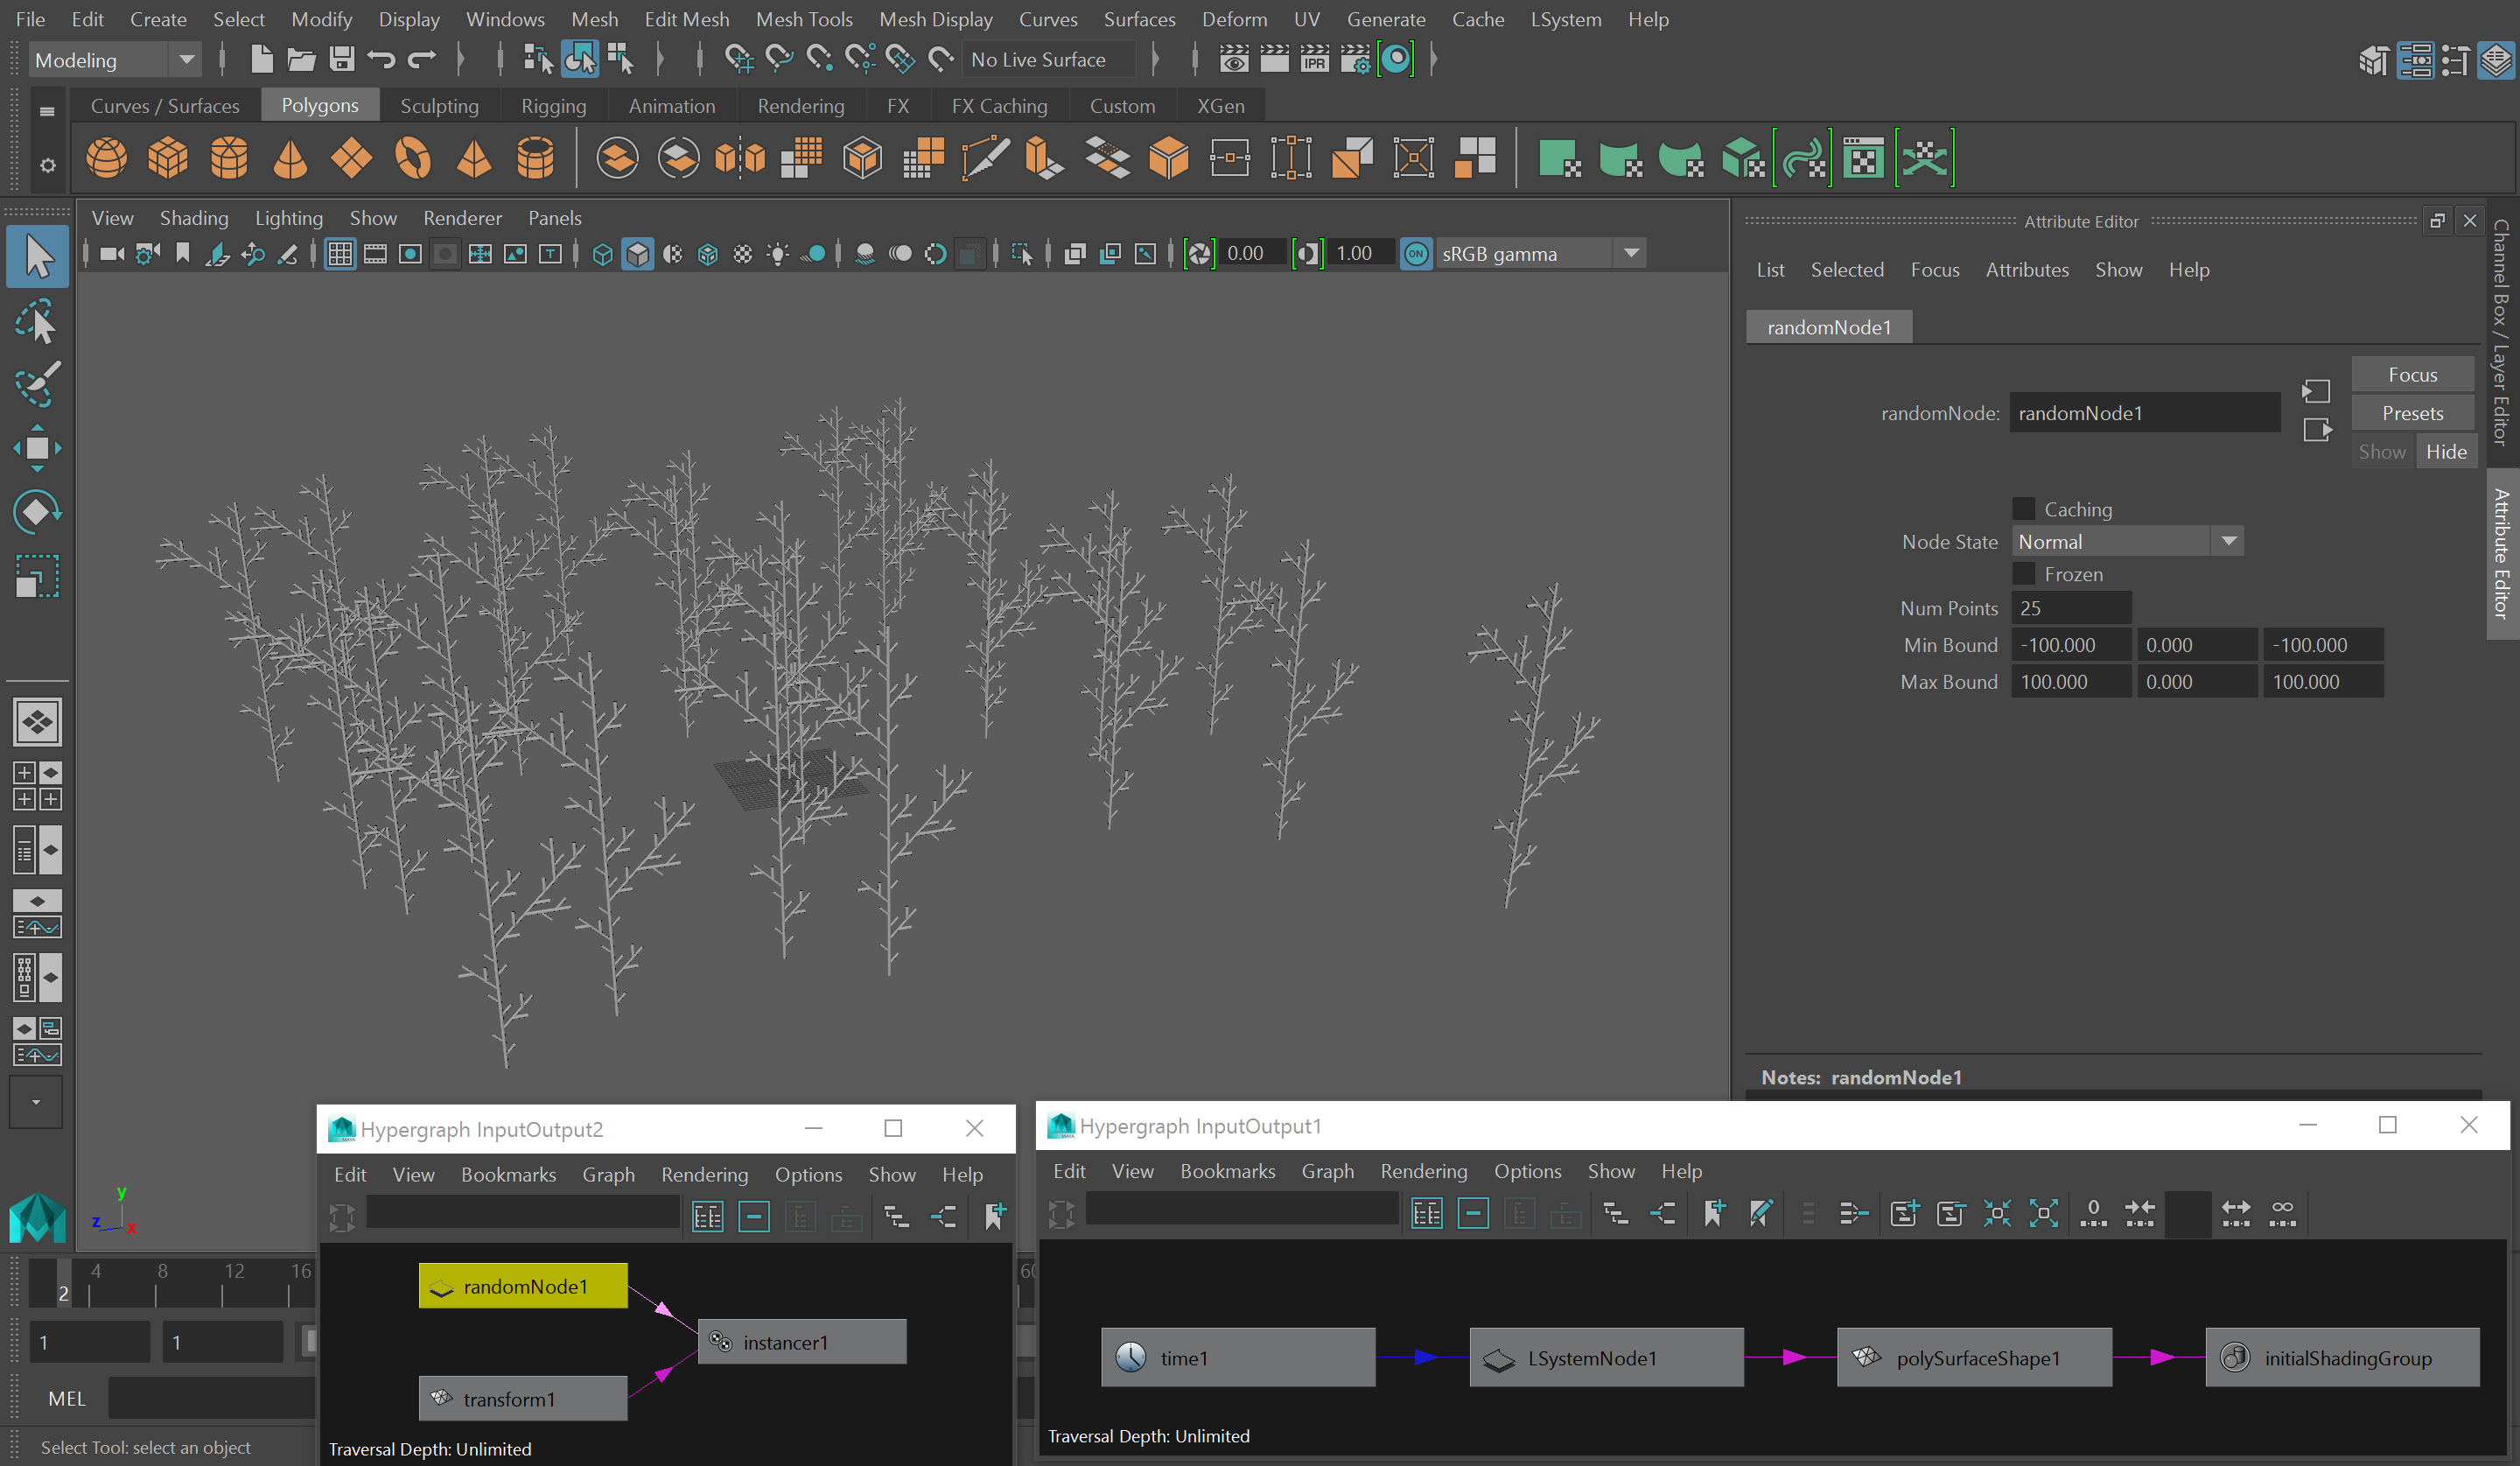 File Edit Create Select Modify Display Windows Mesh Edit Mesh Mesh Tools Mesh Display Curves Surfaces Deform UV Generate Cache LSystem Help
Modeling No Live Surface IPR
Curves / Surfaces Polygons Sculpting Rigging Animation Rendering FX FX Caching Custom XGen
View Shading Lighting Show Renderer Panels
0.00 1.00 ON sRGB gamma
Attribute Editor
List Selected Focus Attributes Show Help
randomNode1
Focus
randomNode: randomNode1 Presets
Show Hide
Caching
Node State Normal
Frozen
Num Points 25
Min Bound -100.000 0.000 -100.000
Max Bound 100.000 0.000 100.000
Notes: randomNode1
Channel Box / Layer Editor
Attribute Editor
y
z x
Hypergraph InputOutput2
Edit View Bookmarks Graph Rendering Options Show Help
randomNode1
instancer1
transform1
Traversal Depth: Unlimited
Hypergraph InputOutput1
Edit View Bookmarks Graph Rendering Options Show Help
0
time1 LSystemNode1 polySurfaceShape1 initialShadingGroup
Traversal Depth: Unlimited
2 4 8 12 16
1 1
MEL
Select Tool: select an object